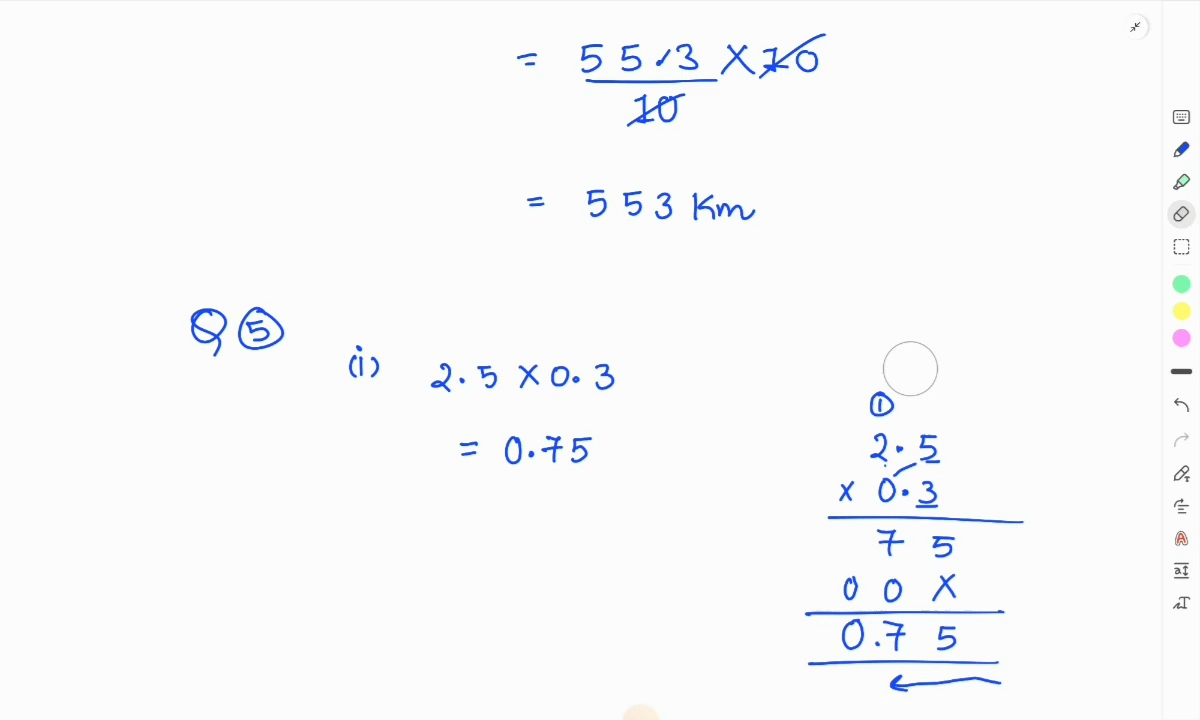 = 55.3 × 10
10
= 553 Km
Q 5
(i) 2.5 × 0.3
= 0.75
1
2.5
× 0.3
7 5
0 0 ×
0.7 5